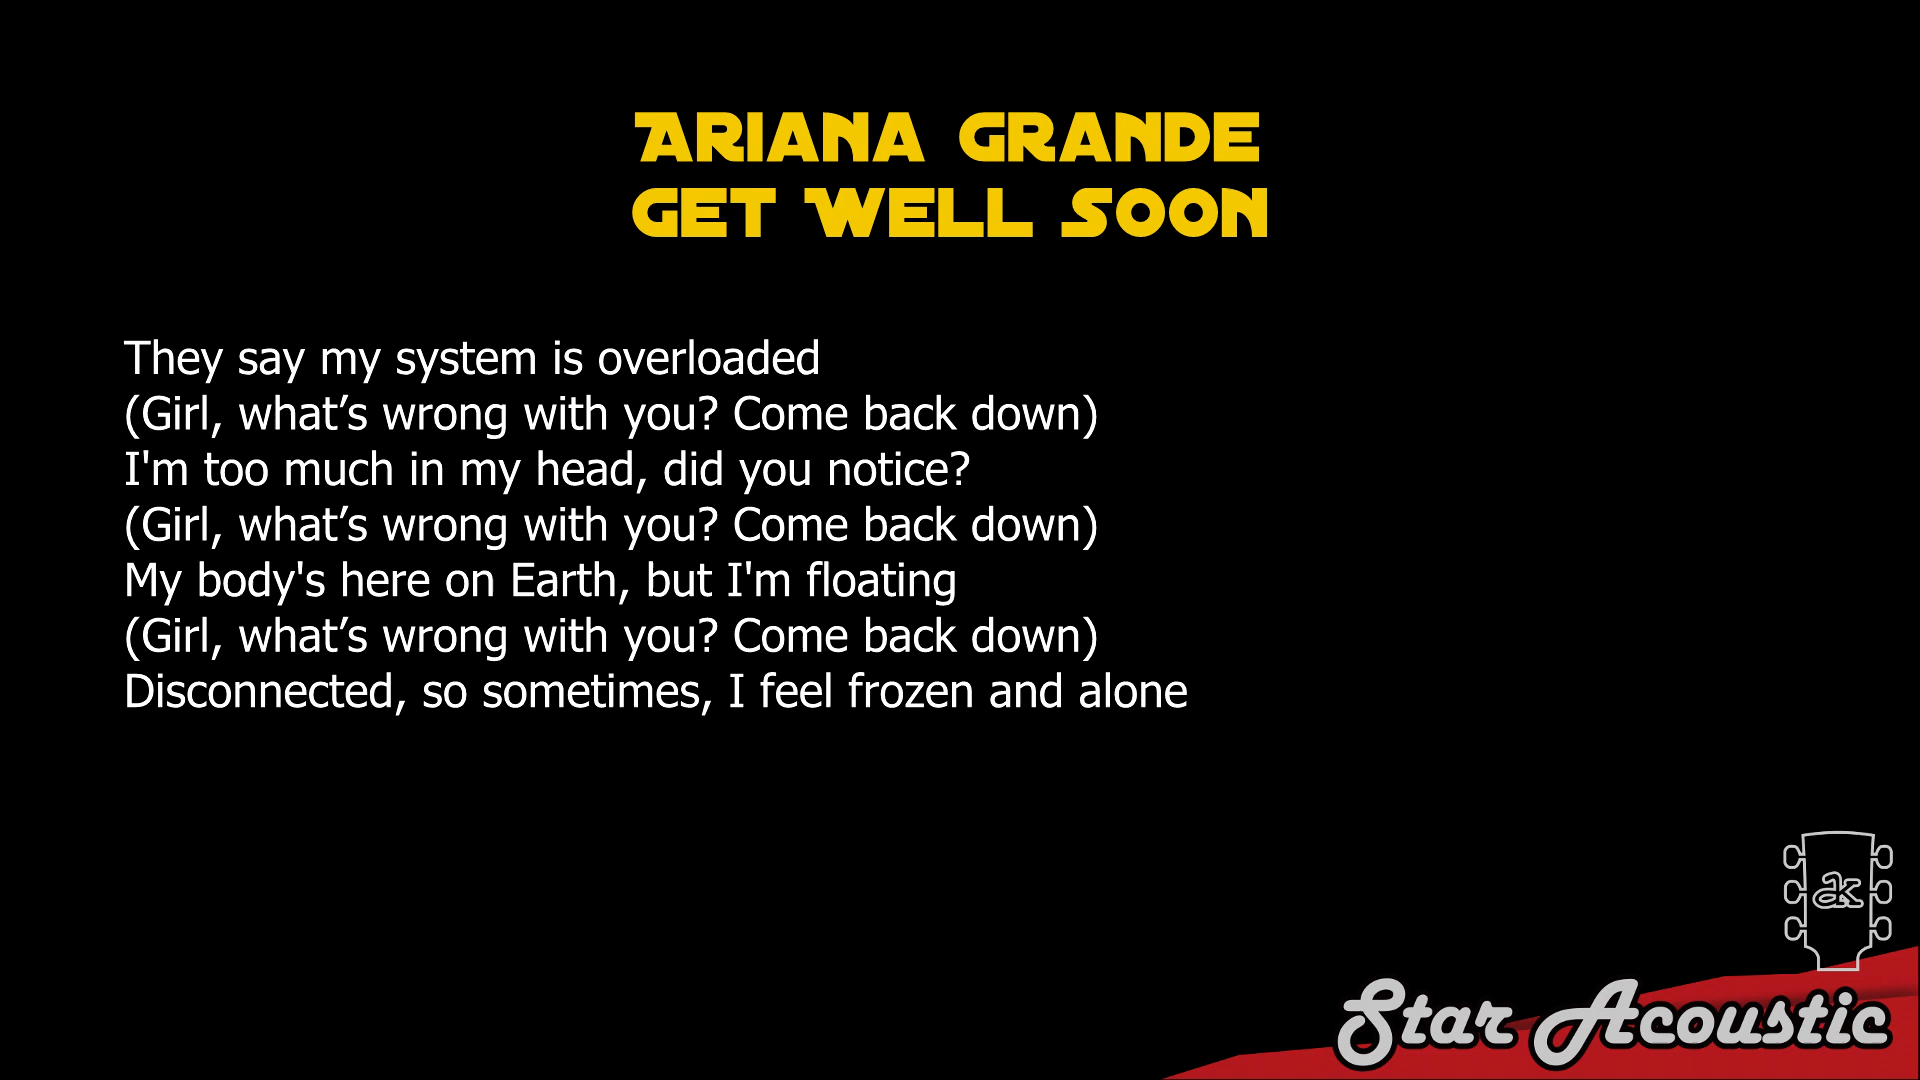 ARIANA GRANDE
GET WELL SOON
They say my system is overloaded
(Girl, what’s wrong with you? Come back down)
I'm too much in my head, did you notice?
(Girl, what’s wrong with you? Come back down)
My body's here on Earth, but I'm floating
(Girl, what’s wrong with you? Come back down)
Disconnected, so sometimes, I feel frozen and alone
ak
Star Acoustic